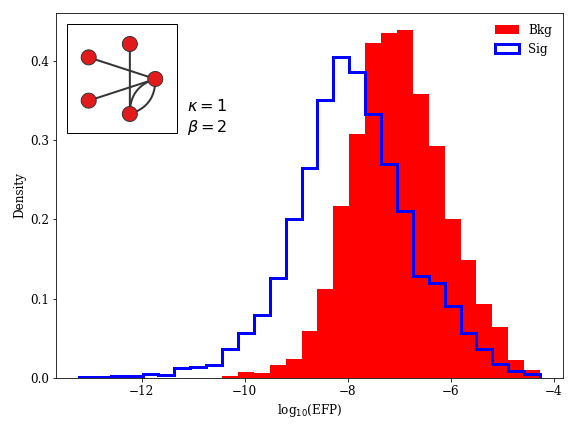 Bkg
Sig
κ = 1
β = 2
Density
0.4
0.3
0.2
0.1
0.0
−12 −10 −8 −6 −4
log₁₀(EFP)